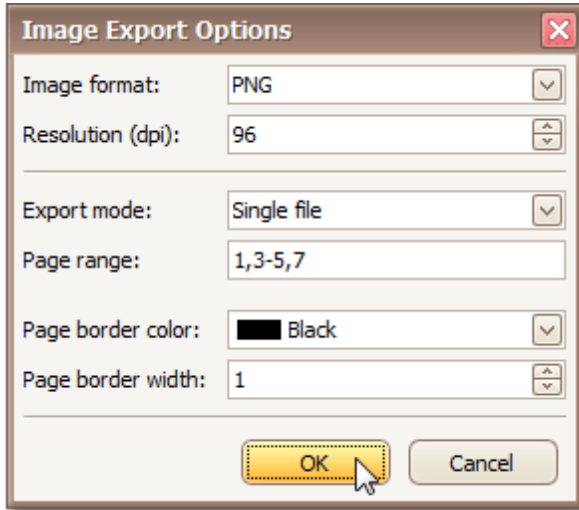 Image Export Options
Image format: PNG
Resolution (dpi): 96
Export mode: Single file
Page range: 1,3-5,7
Page border color: Black
Page border width: 1
OK Cancel